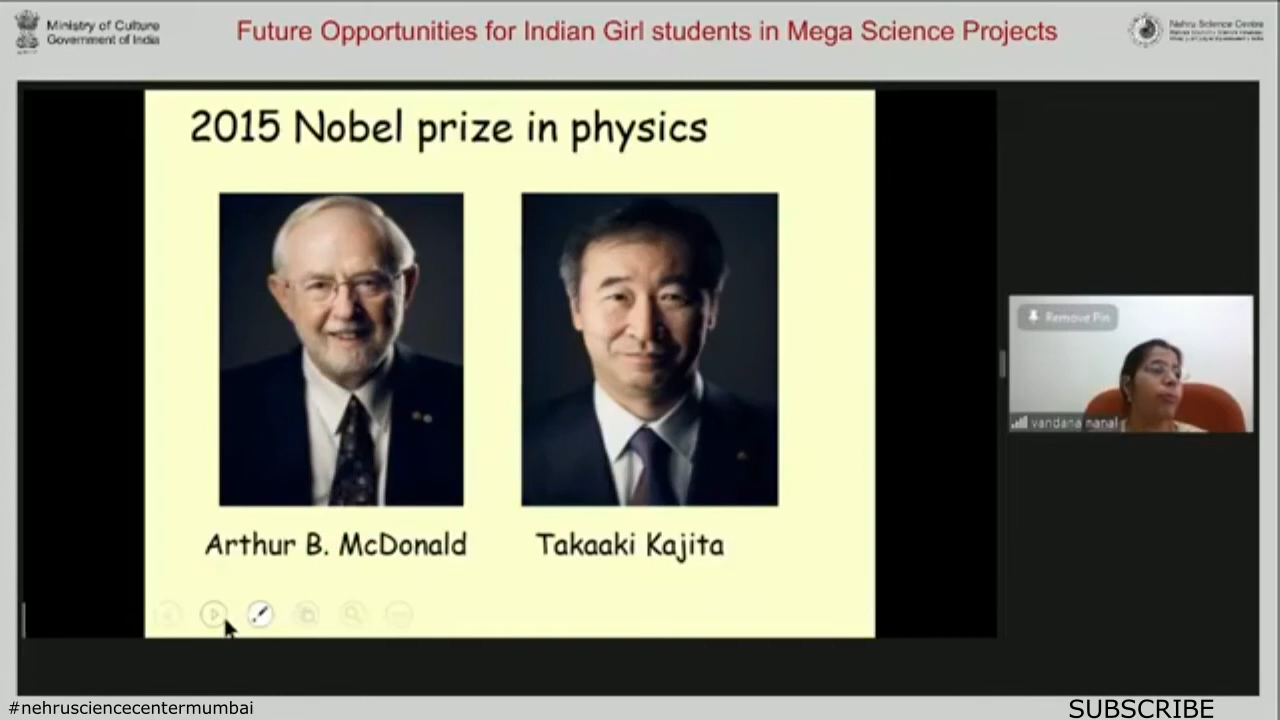 Ministry of Culture
Government of India
Future Opportunities for Indian Girl students in Mega Science Projects
Nehru Science Centre
2015 Nobel prize in physics
Arthur B. McDonald
Takaaki Kajita
Remove Pin
vandana nanal
#nehrusciencecentermumbai
SUBSCRIBE